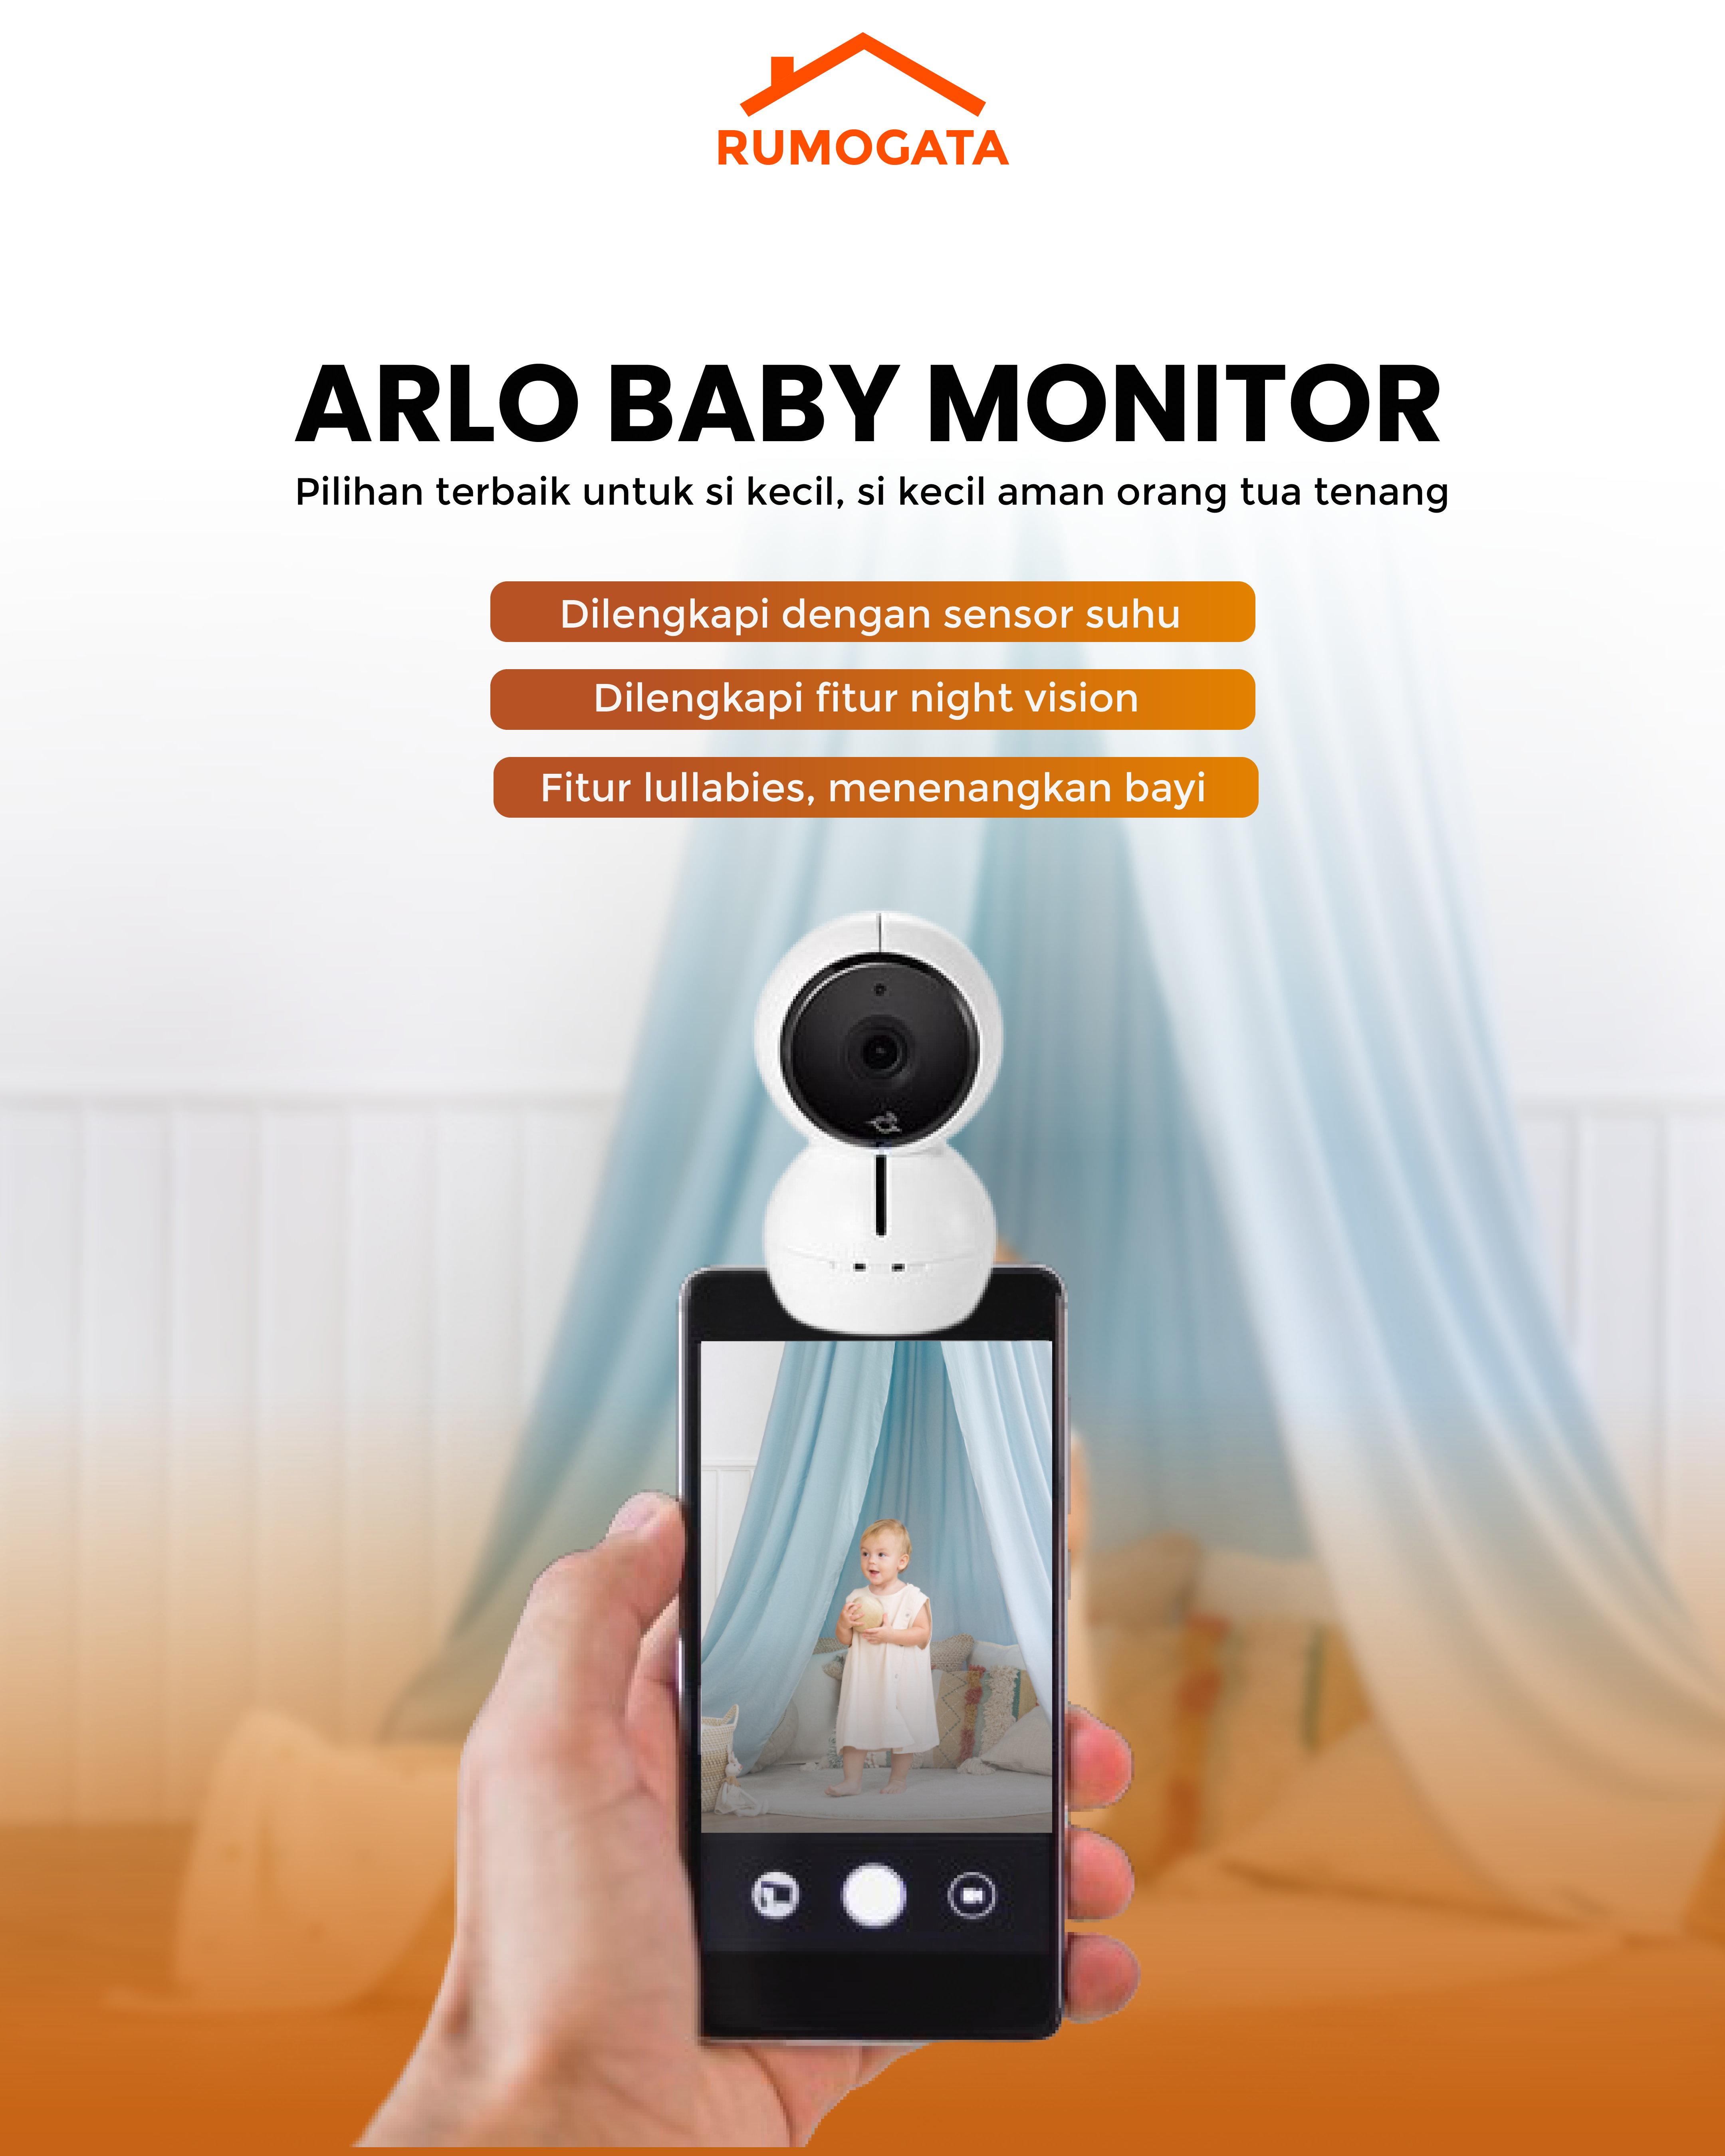 RUMOGATA
ARLO BABY MONITOR
Pilihan terbaik untuk si kecil, si kecil aman orang tua tenang
Dilengkapi dengan sensor suhu
Dilengkapi fitur night vision
Fitur lullabies, menenangkan bayi